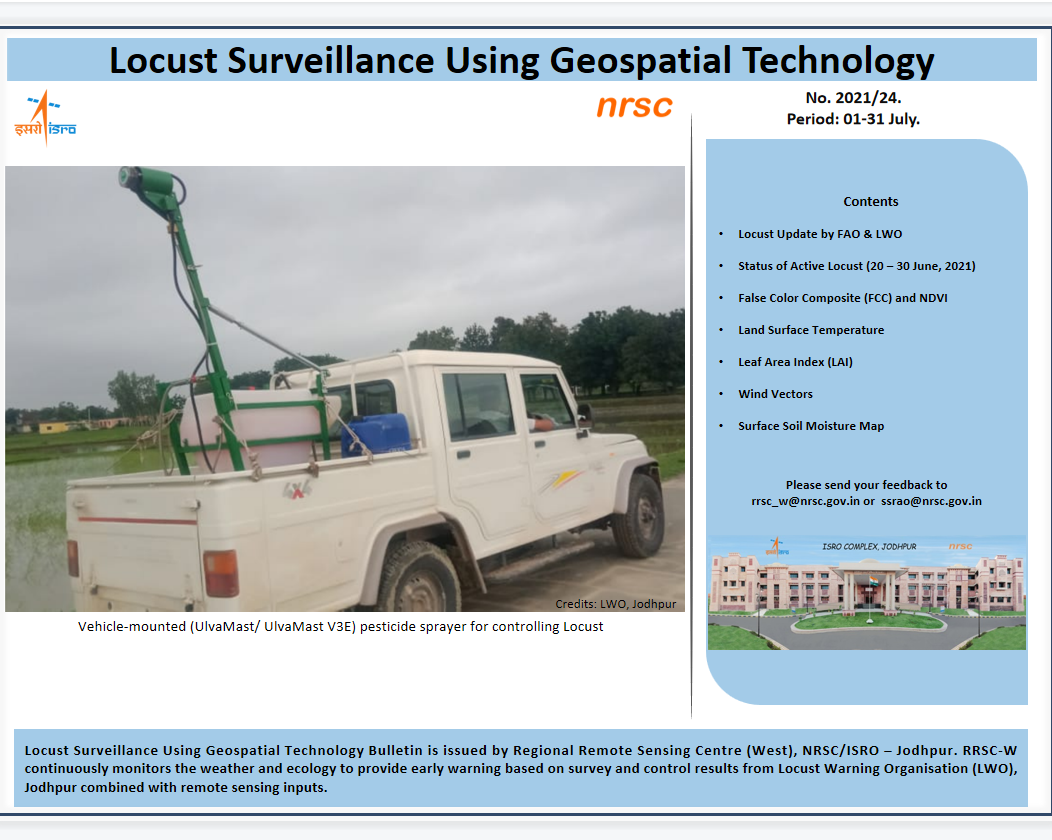 Locust Surveillance Using Geospatial Technology
इसरो isro
nrsc
No. 2021/24.
Period: 01-31 July.
Credits: LWO, Jodhpur
Vehicle-mounted (UlvaMast/ UlvaMast V3E) pesticide sprayer for controlling Locust
Contents
• Locust Update by FAO & LWO
• Status of Active Locust (20 – 30 June, 2021)
• False Color Composite (FCC) and NDVI
• Land Surface Temperature
• Leaf Area Index (LAI)
• Wind Vectors
• Surface Soil Moisture Map
Please send your feedback to
rrsc_w@nrsc.gov.in or ssrao@nrsc.gov.in
इसरो isro ISRO COMPLEX, JODHPUR nrsc
Locust Surveillance Using Geospatial Technology Bulletin is issued by Regional Remote Sensing Centre (West), NRSC/ISRO – Jodhpur. RRSC-W
continuously monitors the weather and ecology to provide early warning based on survey and control results from Locust Warning Organisation (LWO),
Jodhpur combined with remote sensing inputs.